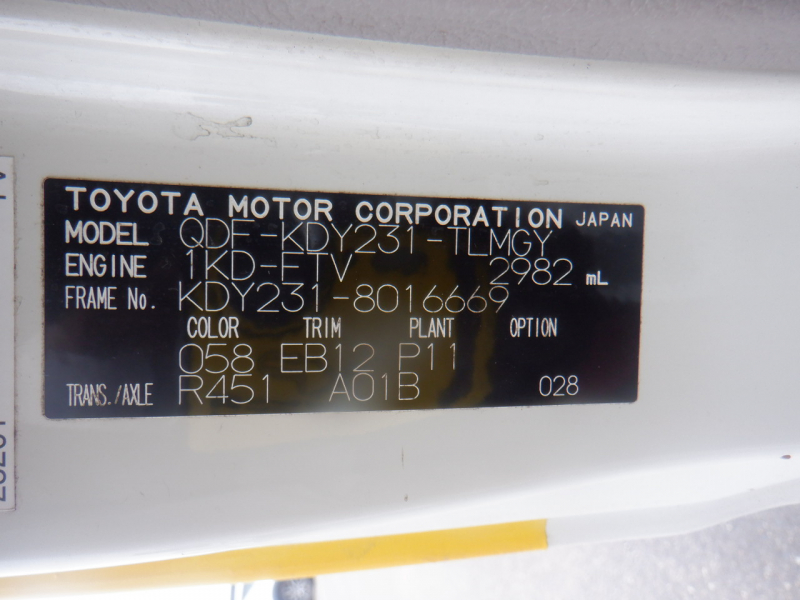 TOYOTA MOTOR CORPORATION JAPAN
MODEL QDF-KDY231-TLMGY
ENGINE 1KD-FTV 2982 mL
FRAME No. KDY231-8016669
COLOR TRIM PLANT OPTION
058 EB12 P11
TRANS./AXLE R451 A01B 028